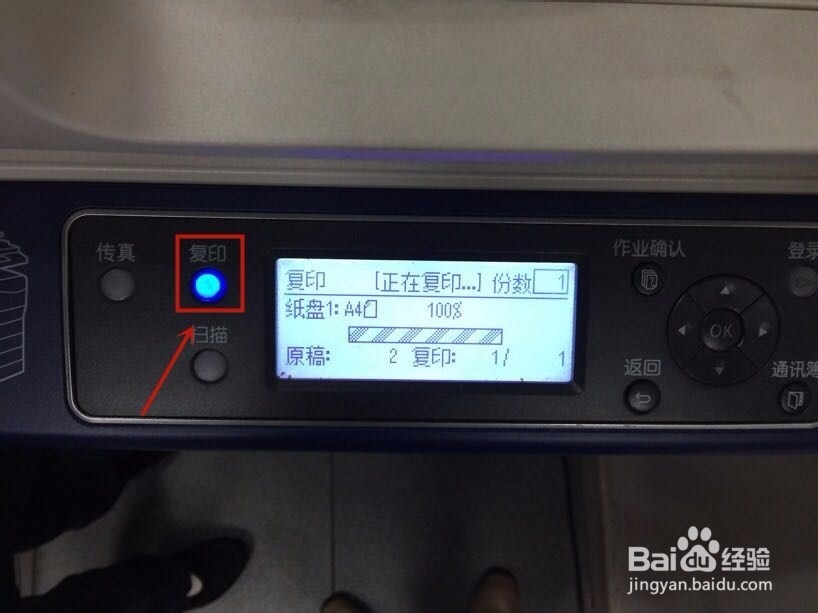 传真
复印
扫描
复印 [正在复印...] 份数 1
纸盘1: A4 100%
原稿: 2 复印: 1/ 1
作业确认
登录
OK
返回
通讯簿
Baidu 经验
jingyan.baidu.com